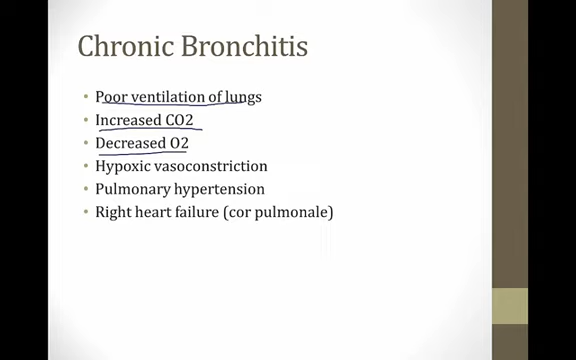 Chronic Bronchitis
• Poor ventilation of lungs
• Increased CO2
• Decreased O2
• Hypoxic vasoconstriction
• Pulmonary hypertension
• Right heart failure (cor pulmonale)